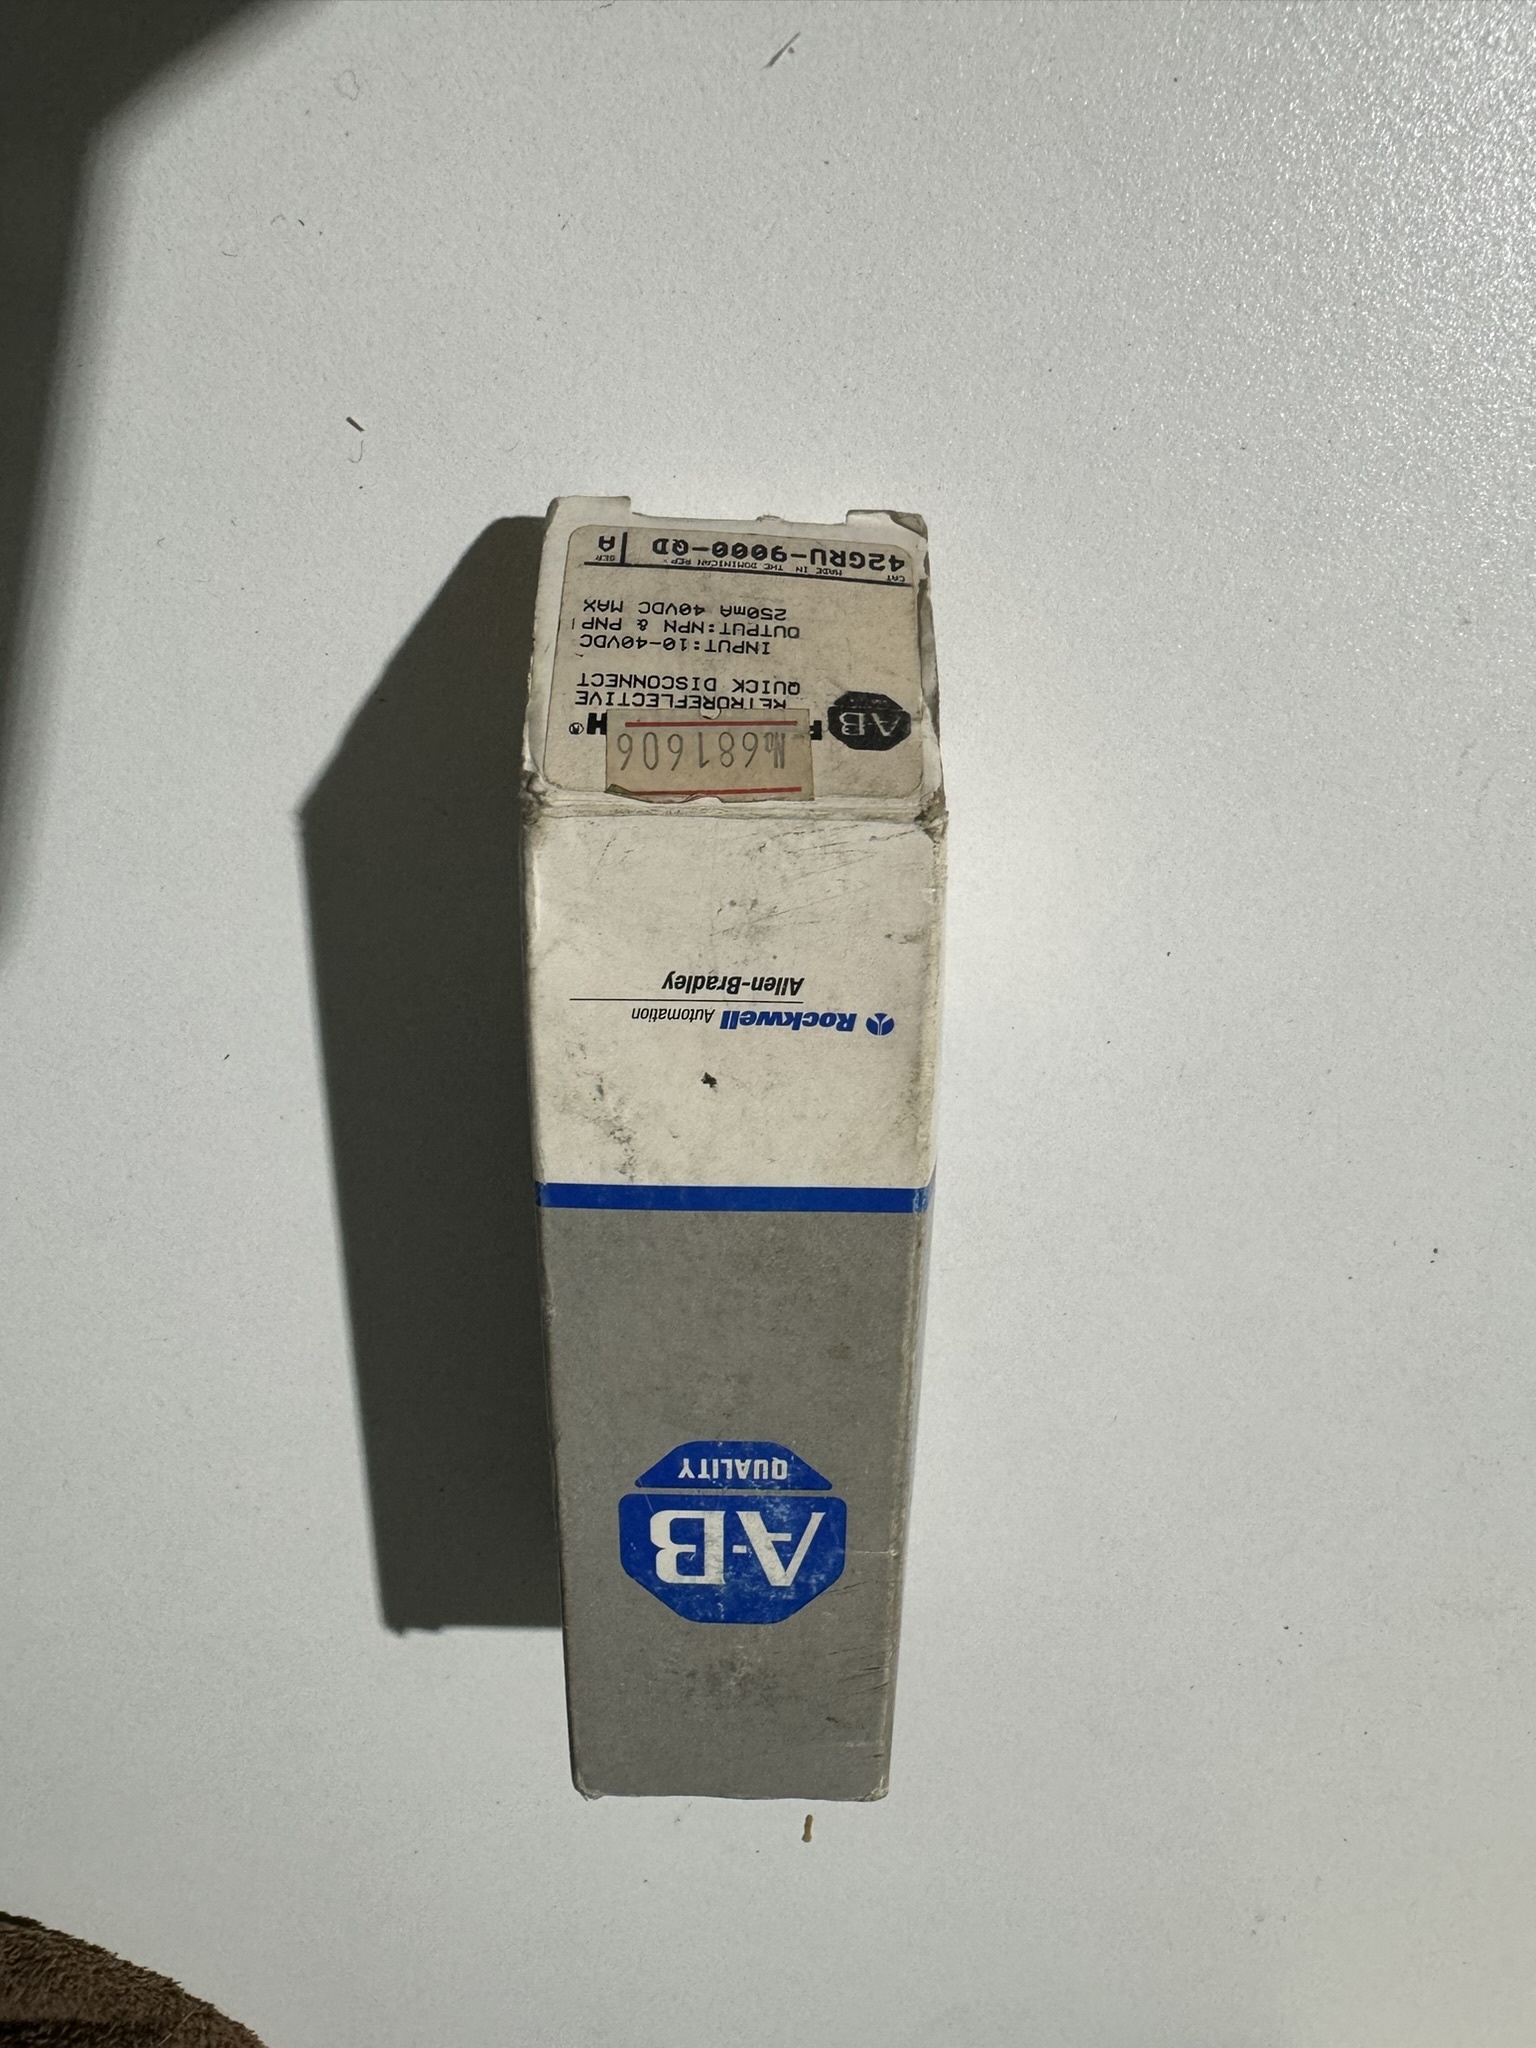 A-B
QUALITY
Rockwell Automation
Allen-Bradley
№681606
AB
RETROREFLECTIVE
QUICK DISCONNECT
INPUT:10-40VDC
OUTPUT:NPN & PNP
250mA 40VDC MAX
MADE IN THE DOMINICAN REP.
CAT 42GRU-9000-QD SER A